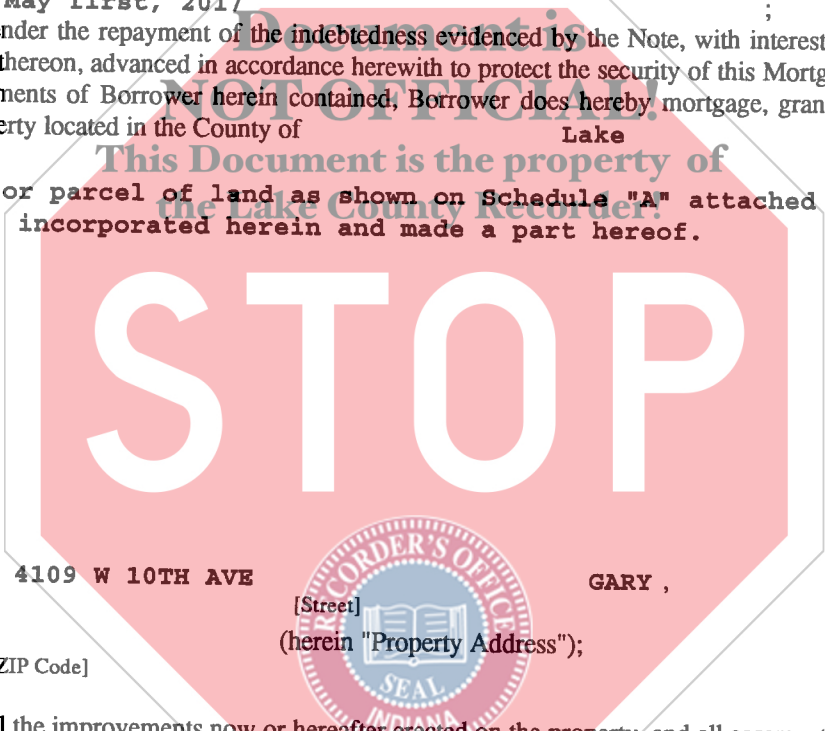 May first, 2017 ;
Document is
nder the repayment of the indebtedness evidenced by the Note, with interest
thereon, advanced in accordance herewith to protect the security of this Mortg
NOT OFFICIAL!
ments of Borrower herein contained, Borrower does hereby mortgage, gran
erty located in the County of Lake
This Document is the property of
or parcel of land as shown on Schedule "A" attached
the Lake County Recorder!
incorporated herein and made a part hereof.
STOP
4109 W 10TH AVE GARY ,
[Street]
RECORDER'S OFFICE
(herein "Property Address");
ZIP Code]
SEAL
INDIANA
l the improvements now or hereafter erected on the property, and all